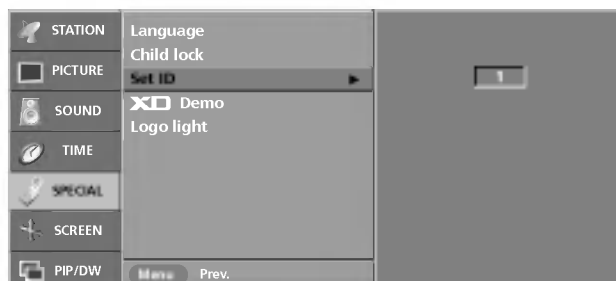 STATION
PICTURE
SOUND
TIME
SPECIAL
SCREEN
PIP/DW
Language
Child lock
Set ID
XD Demo
Logo light
Menu Prev.
1